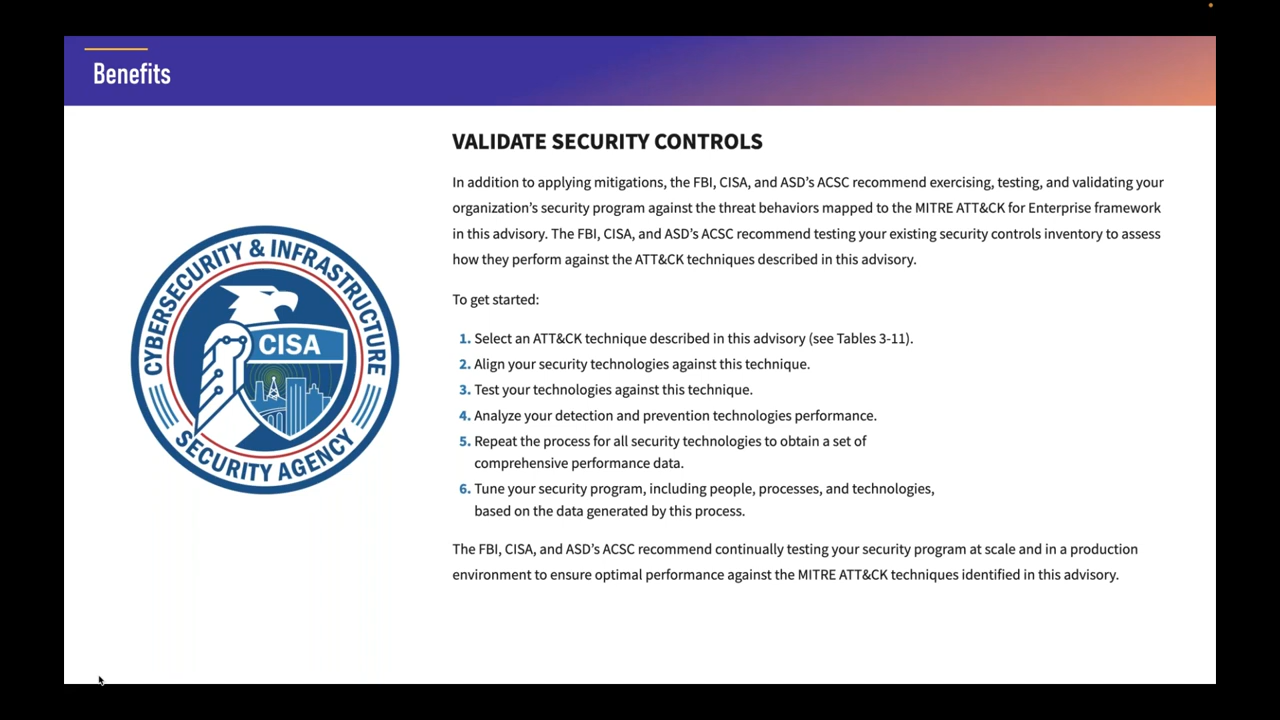 Benefits
VALIDATE SECURITY CONTROLS
In addition to applying mitigations, the FBI, CISA, and ASD's ACSC recommend exercising, testing, and validating your
organization's security program against the threat behaviors mapped to the MITRE ATT&CK for Enterprise framework
in this advisory. The FBI, CISA, and ASD's ACSC recommend testing your existing security controls inventory to assess
how they perform against the ATT&CK techniques described in this advisory.
To get started:
1. Select an ATT&CK technique described in this advisory (see Tables 3-11).
2. Align your security technologies against this technique.
3. Test your technologies against this technique.
4. Analyze your detection and prevention technologies performance.
5. Repeat the process for all security technologies to obtain a set of
comprehensive performance data.
6. Tune your security program, including people, processes, and technologies,
based on the data generated by this process.
The FBI, CISA, and ASD's ACSC recommend continually testing your security program at scale and in a production
environment to ensure optimal performance against the MITRE ATT&CK techniques identified in this advisory.
CYBERSECURITY & INFRASTRUCTURE
CISA
SECURITY AGENCY